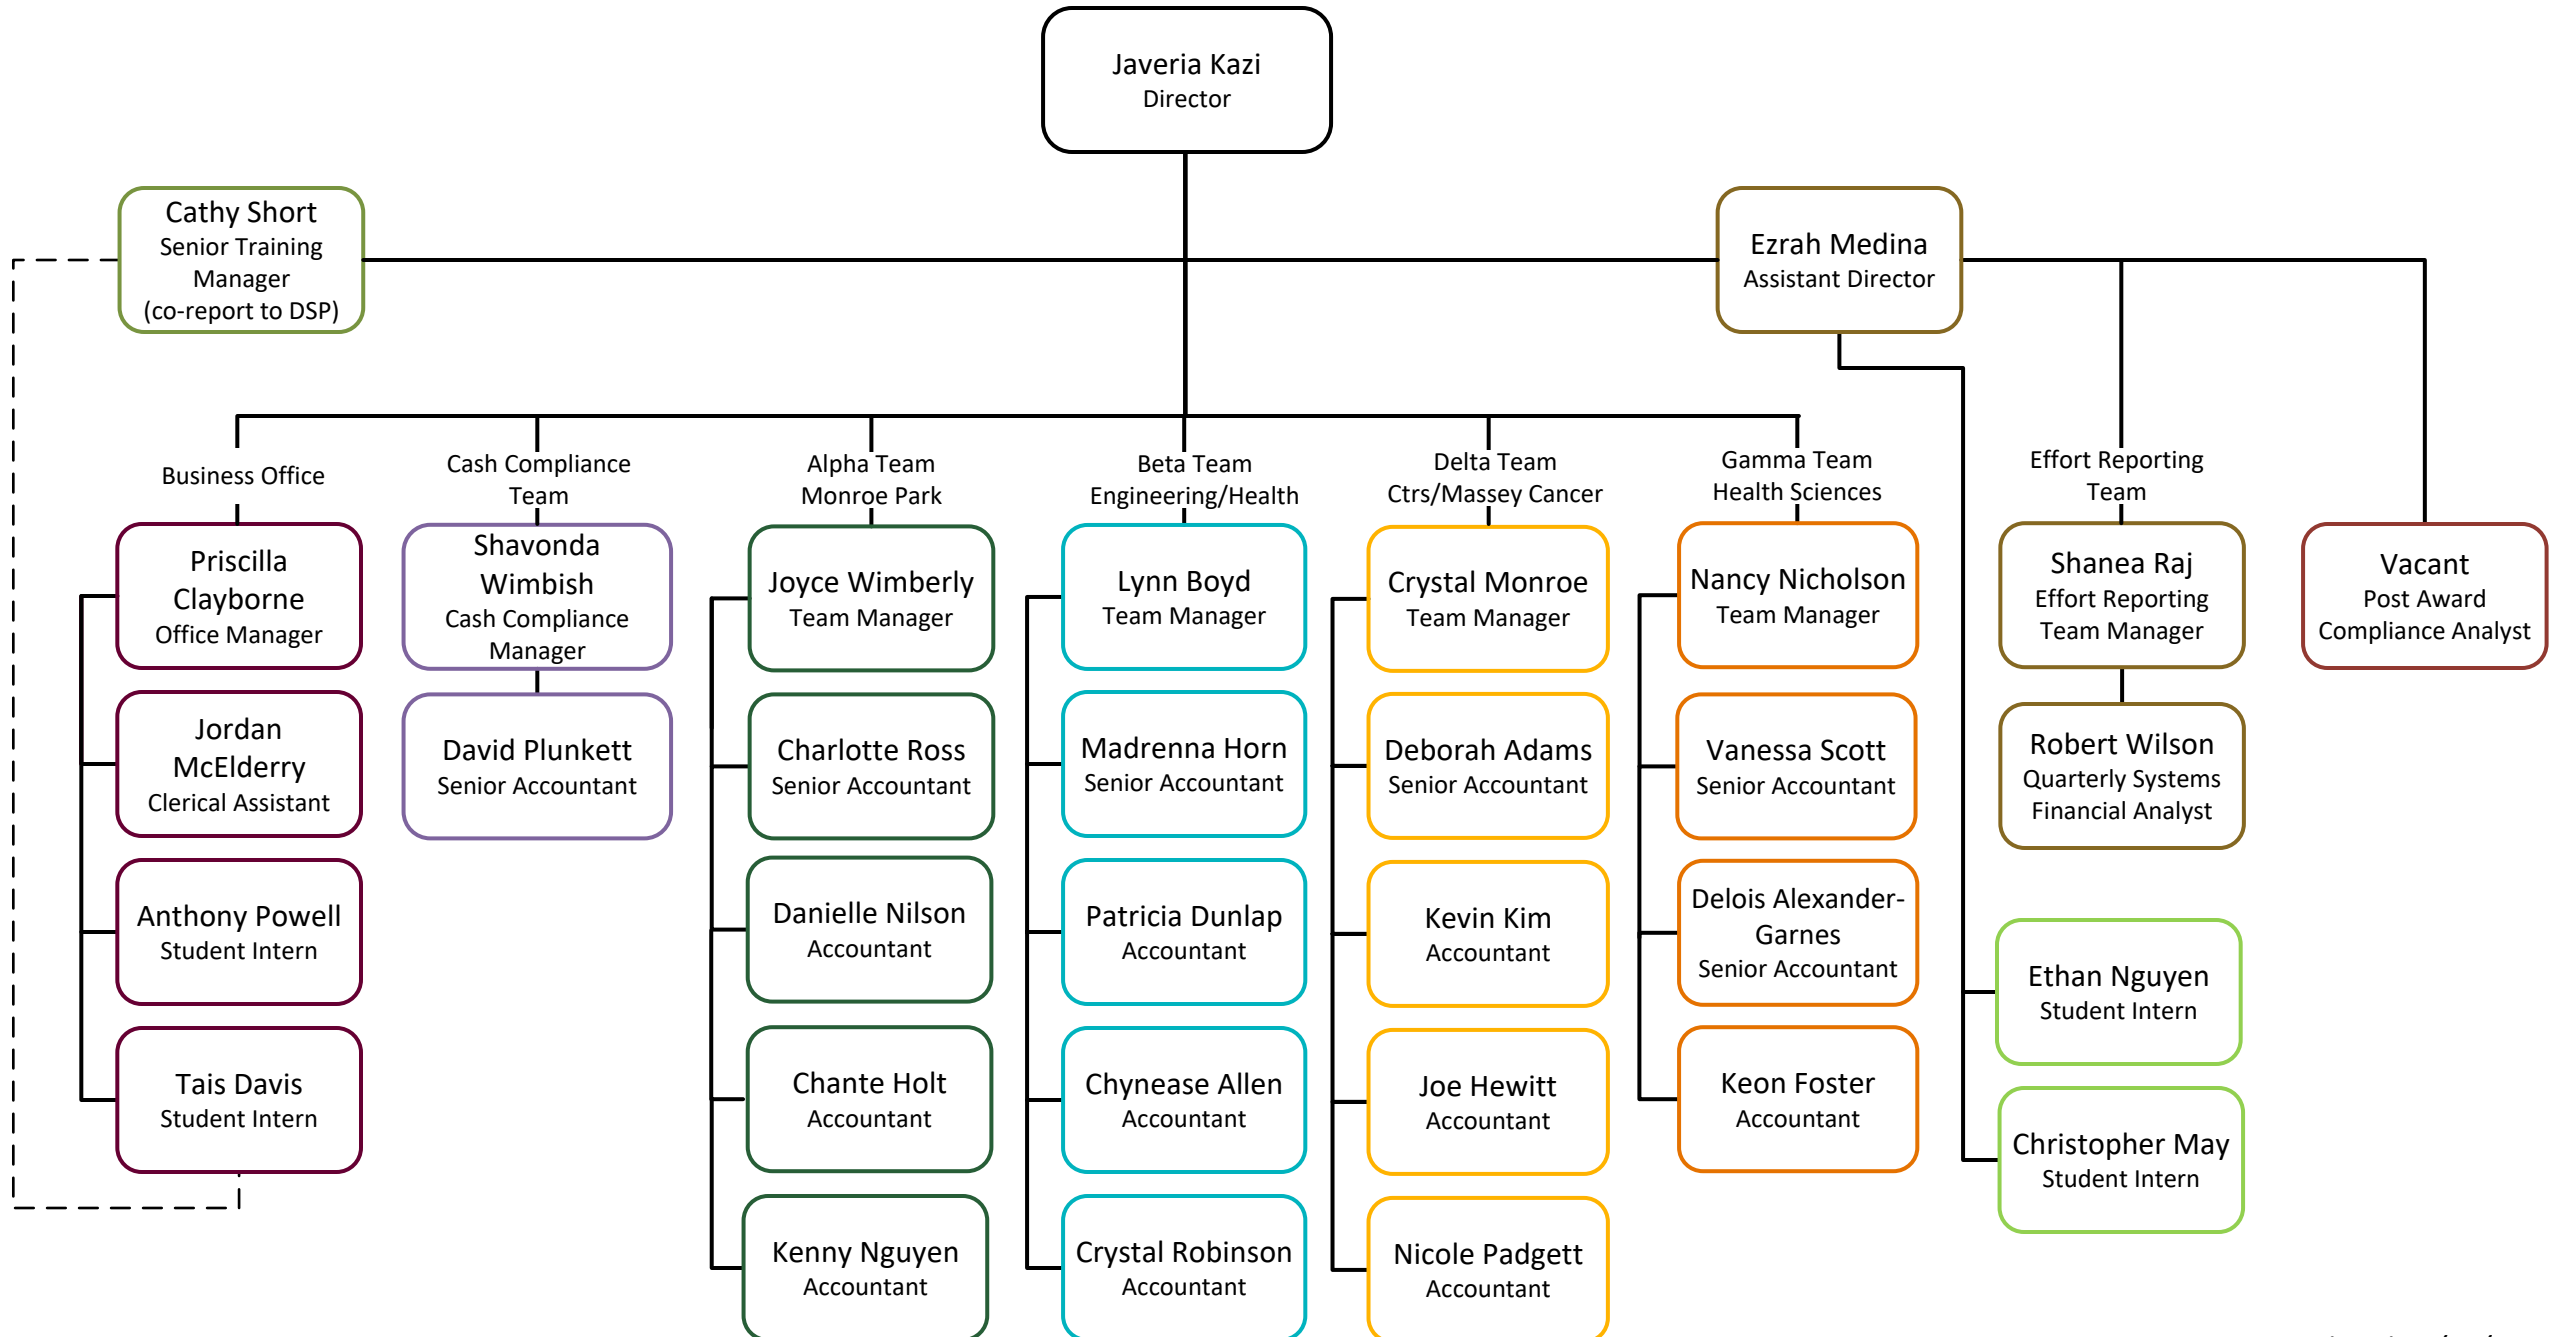 Javeria Kazi
Director
Cathy Short
Senior Training
Manager
(co-report to DSP)
Ezrah Medina
Assistant Director
Business Office
Priscilla
Clayborne
Office Manager
Jordan
McElderry
Clerical Assistant
Anthony Powell
Student Intern
Tais Davis
Student Intern
Cash Compliance
Team
Shavonda
Wimbish
Cash Compliance
Manager
David Plunkett
Senior Accountant
Alpha Team
Monroe Park
Joyce Wimberly
Team Manager
Charlotte Ross
Senior Accountant
Danielle Nilson
Accountant
Chante Holt
Accountant
Kenny Nguyen
Accountant
Beta Team
Engineering/Health
Lynn Boyd
Team Manager
Madrenna Horn
Senior Accountant
Patricia Dunlap
Accountant
Chynease Allen
Accountant
Crystal Robinson
Accountant
Delta Team
Ctrs/Massey Cancer
Crystal Monroe
Team Manager
Deborah Adams
Senior Accountant
Kevin Kim
Accountant
Joe Hewitt
Accountant
Nicole Padgett
Accountant
Gamma Team
Health Sciences
Nancy Nicholson
Team Manager
Vanessa Scott
Senior Accountant
Delois Alexander-
Garnes
Senior Accountant
Keon Foster
Accountant
Effort Reporting
Team
Shanea Raj
Effort Reporting
Team Manager
Robert Wilson
Quarterly Systems
Financial Analyst
Ethan Nguyen
Student Intern
Christopher May
Student Intern
Vacant
Post Award
Compliance Analyst